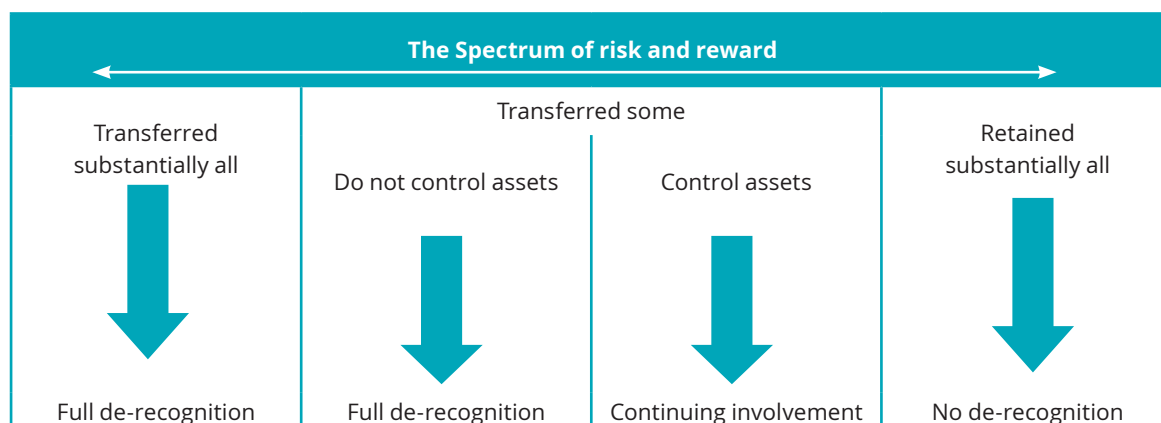 The Spectrum of risk and reward
Transferred
substantially all
Full de-recognition
Transferred some
Do not control assets
Full de-recognition
Control assets
Continuing involvement
Retained
substantially all
No de-recognition